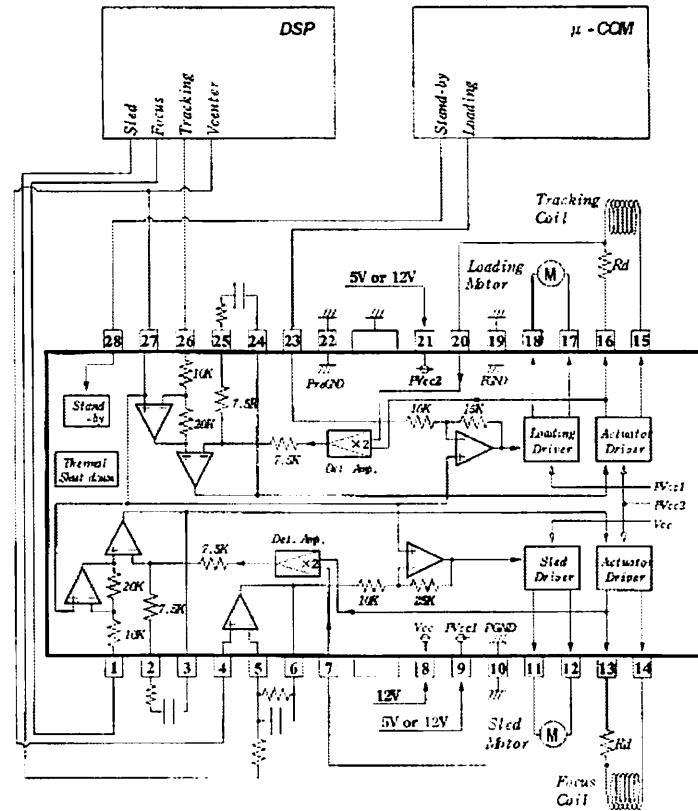 DSP
μ-COM
Sled
Focus
Tracking
Vcenter
Stand-by
Loading
Tracking
Coil
Loading
Motor
Rd
5V or 12V
M
28 27 26 25 24 23 22 21 20 19 18 17 16 15
10K
PreGND
PVcc2
PGND
Stand
-by
20K
7.5K
7.5K
×2
Det. Amp.
10K
15K
Loading
Driver
Actuator
Driver
Thermal
Shut down
PVcc1
PVcc2
Vcc
Det. Amp.
7.5K
×2
20K
7.5K
10K
10K
25K
Sled
Driver
Actuator
Driver
Vcc
PVcc1
PGND
1 2 3 4 5 6 7 8 9 10 11 12 13 14
12V
5V or 12V
Sled
Motor
M
Rd
Focus
Coil